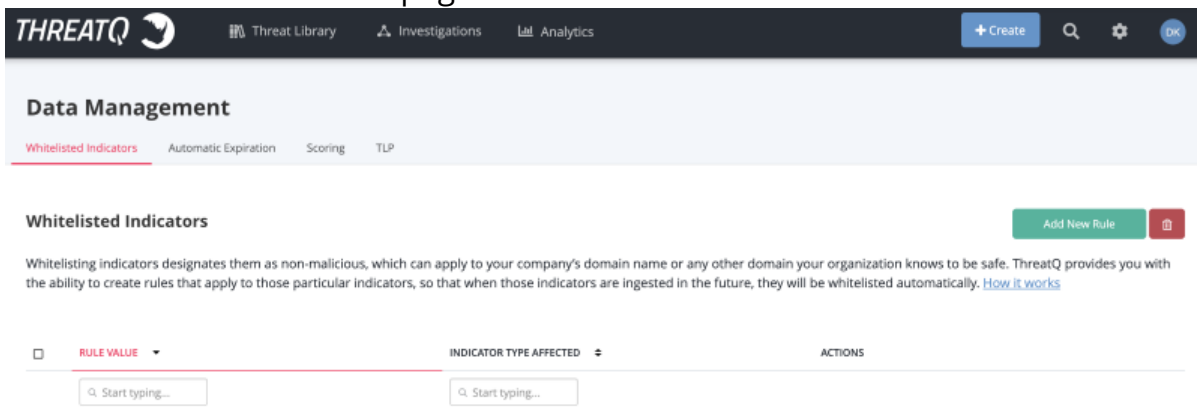 THREATQ Threat Library Investigations Analytics + Create DK
Data Management
Whitelisted Indicators Automatic Expiration Scoring TLP
Whitelisted Indicators Add New Rule
Whitelisting indicators designates them as non-malicious, which can apply to your company's domain name or any other domain your organization knows to be safe. ThreatQ provides you with
the ability to create rules that apply to those particular indicators, so that when those indicators are ingested in the future, they will be whitelisted automatically. How it works
RULE VALUE INDICATOR TYPE AFFECTED ACTIONS
Start typing... Start typing...